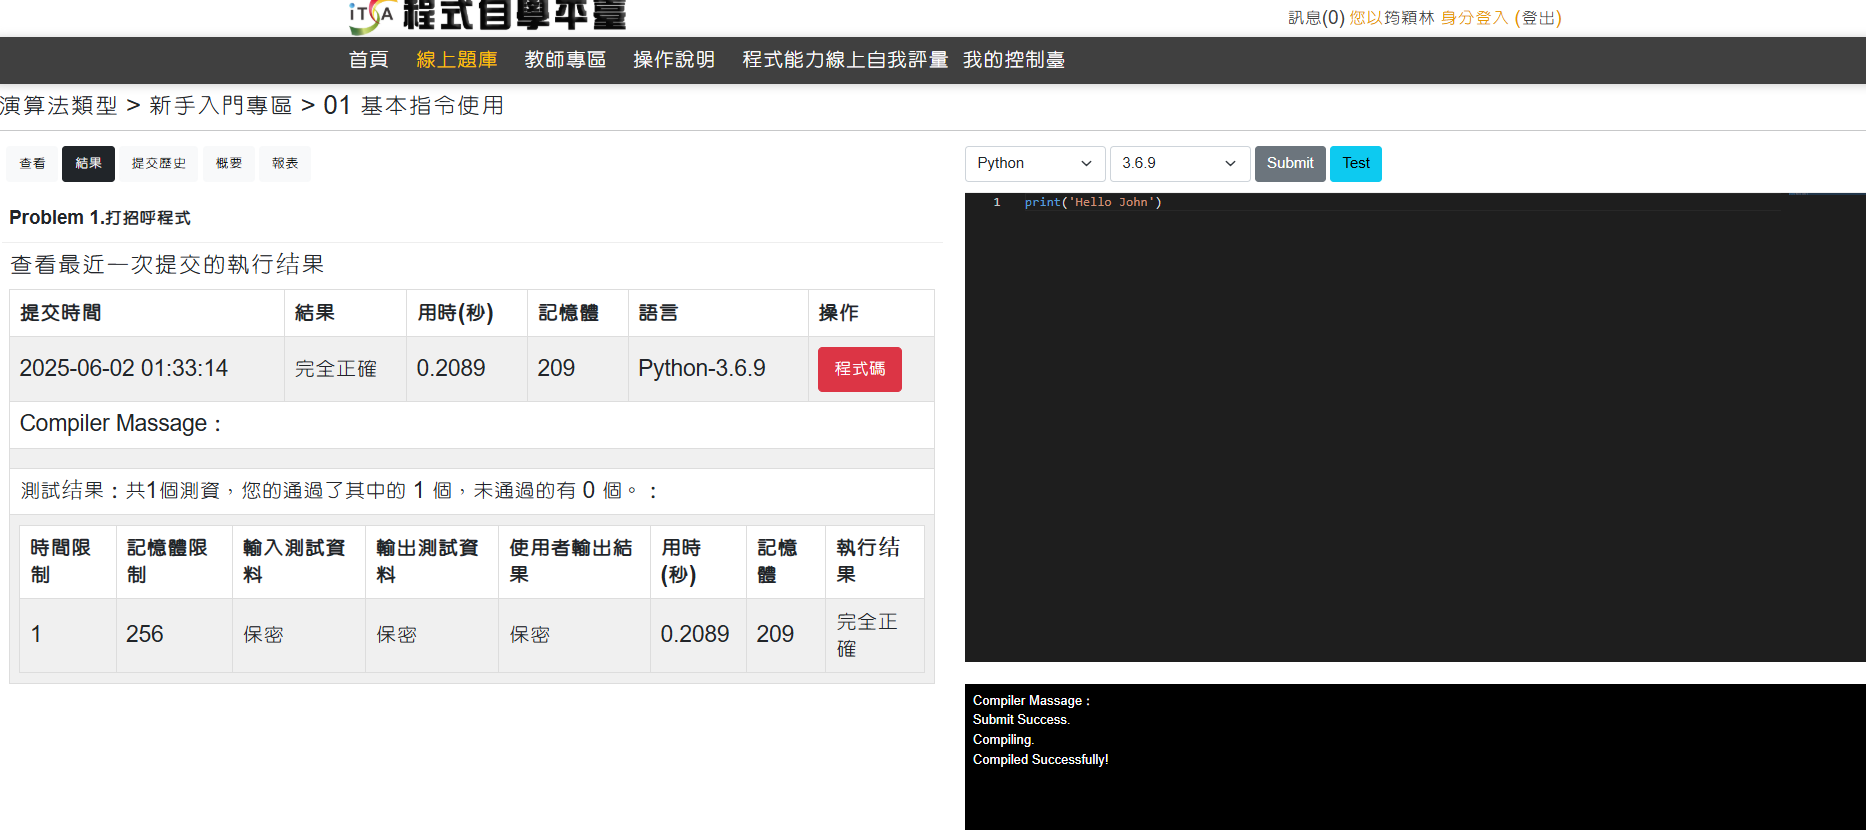 iTSA 程式自學平臺
訊息(0) 您以筠穎林 身分登入 (登出)
首頁 線上題庫 教師專區 操作說明 程式能力線上自我評量 我的控制臺
演算法類型 > 新手入門專區 > 01 基本指令使用
查看 結果 提交歷史 概要 報表
Python 3.6.9 Submit Test
Problem 1.打招呼程式
查看最近一次提交的執行结果
提交時間 結果 用時(秒) 記憶體 語言 操作
2025-06-02 01:33:14 完全正確 0.2089 209 Python-3.6.9 程式碼
Compiler Massage :
測試结果:共1個測資,您的通過了其中的 1 個,未通過的有 0 個。:
時間限制 記憶體限制 輸入測試資料 輸出測試資料 使用者輸出結果 用時(秒) 記憶體 執行结果
1 256 保密 保密 保密 0.2089 209 完全正確
1 print('Hello John')
Compiler Massage :
Submit Success.
Compiling.
Compiled Successfully!